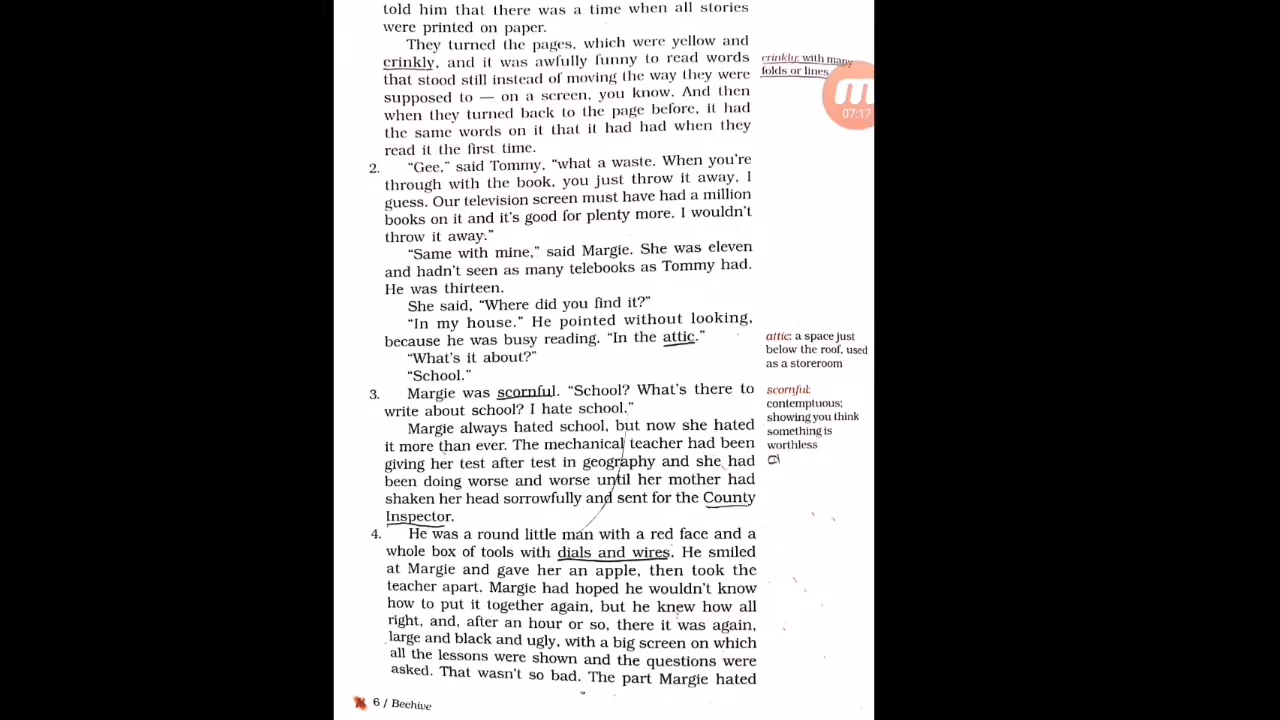 told him that there was a time when all stories
were printed on paper.
They turned the pages, which were yellow and
crinkly, and it was awfully funny to read words
that stood still instead of moving the way they were
supposed to — on a screen, you know. And then
when they turned back to the page before, it had
the same words on it that it had had when they
read it the first time.
crinkly: with many
folds or lines
07:17
2. “Gee,” said Tommy, “what a waste. When you’re
through with the book, you just throw it away, I
guess. Our television screen must have had a million
books on it and it’s good for plenty more. I wouldn’t
throw it away.”
“Same with mine,” said Margie. She was eleven
and hadn’t seen as many telebooks as Tommy had.
He was thirteen.
She said, “Where did you find it?”
“In my house.” He pointed without looking,
because he was busy reading. “In the attic.”
“What’s it about?”
“School.”
attic: a space just
below the roof, used
as a storeroom
3. Margie was scornful. “School? What’s there to
write about school? I hate school.”
Margie always hated school, but now she hated
it more than ever. The mechanical teacher had been
giving her test after test in geography and she had
been doing worse and worse until her mother had
shaken her head sorrowfully and sent for the County
Inspector.
scornful:
contemptuous;
showing you think
something is
worthless
4. He was a round little man with a red face and a
whole box of tools with dials and wires. He smiled
at Margie and gave her an apple, then took the
teacher apart. Margie had hoped he wouldn’t know
how to put it together again, but he knew how all
right, and, after an hour or so, there it was again,
large and black and ugly, with a big screen on which
all the lessons were shown and the questions were
asked. That wasn’t so bad. The part Margie hated
6 / Beehive